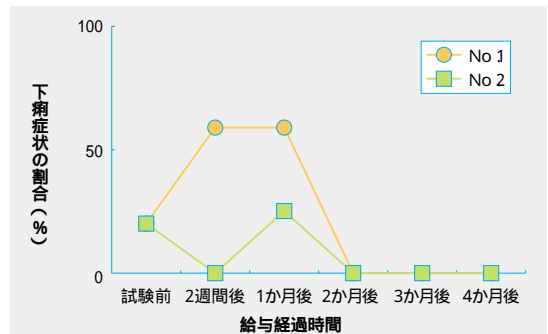 100
50
0
下痢症状の割合(%)
No 1
No 2
試験前 2週間後 1か月後 2か月後 3か月後 4か月後
給与経過時間